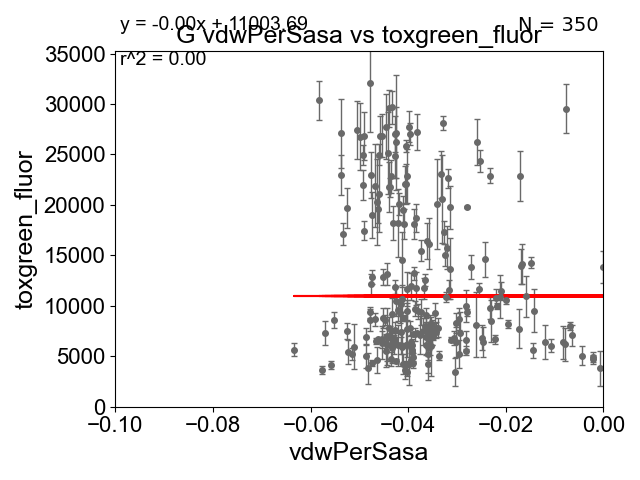 y = -0.00x + 11003.69
N = 350
G vdwPerSasa vs toxgreen_fluor
r^2 = 0.00
35000
30000
25000
20000
15000
10000
5000
0
toxgreen_fluor
−0.10 −0.08 −0.06 −0.04 −0.02 0.00
vdwPerSasa